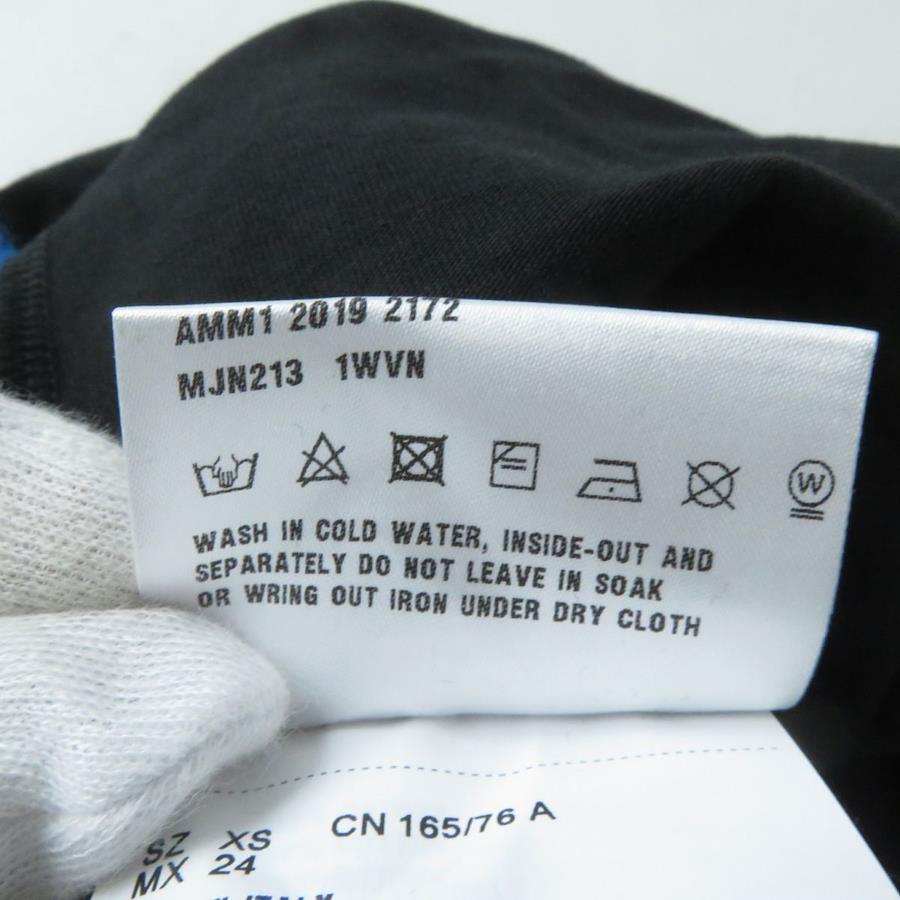 AMM1 2019 2172
MJN213 1WVN
W
WASH IN COLD WATER, INSIDE-OUT AND
SEPARATELY DO NOT LEAVE IN SOAK
OR WRING OUT IRON UNDER DRY CLOTH
SZ XS CN 165/76 A
MX 24
ITALY